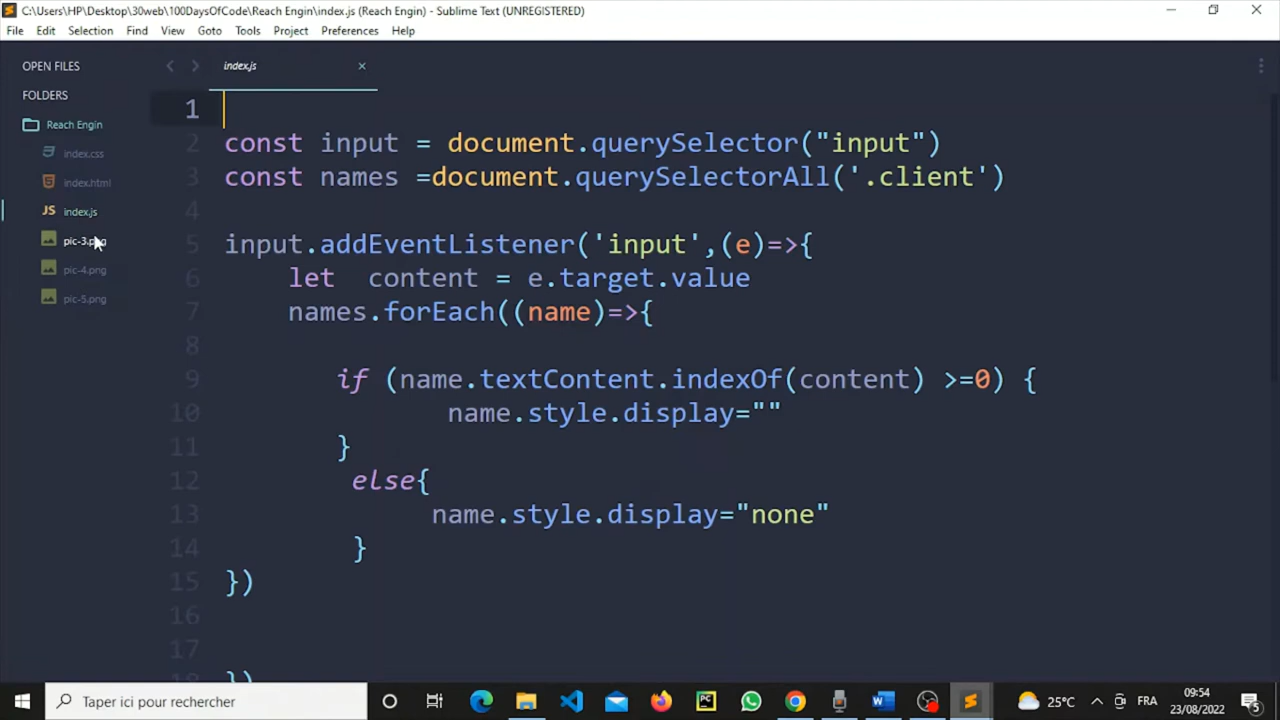 C:\Users\HP\Desktop\30web\100DaysOfCode\Reach Engin\index.js (Reach Engin) - Sublime Text (UNREGISTERED)
File Edit Selection Find View Goto Tools Project Preferences Help
OPEN FILES
FOLDERS
Reach Engin
index.css
index.html
JS index.js
pic-3.png
pic-4.png
pic-5.png
index.js
1
2 const input = document.querySelector("input")
3 const names =document.querySelectorAll('.client')
4
5 input.addEventListener('input',(e)=>{
6 let content = e.target.value
7 names.forEach((name)=>{
8
9 if (name.textContent.indexOf(content) >=0) {
10 name.style.display=""
11 }
12 else{
13 name.style.display="none"
14 }
15 })
16
17
18 })
Taper ici pour rechercher
PC
W
25°C
FRA
09:54
23/08/2022
5